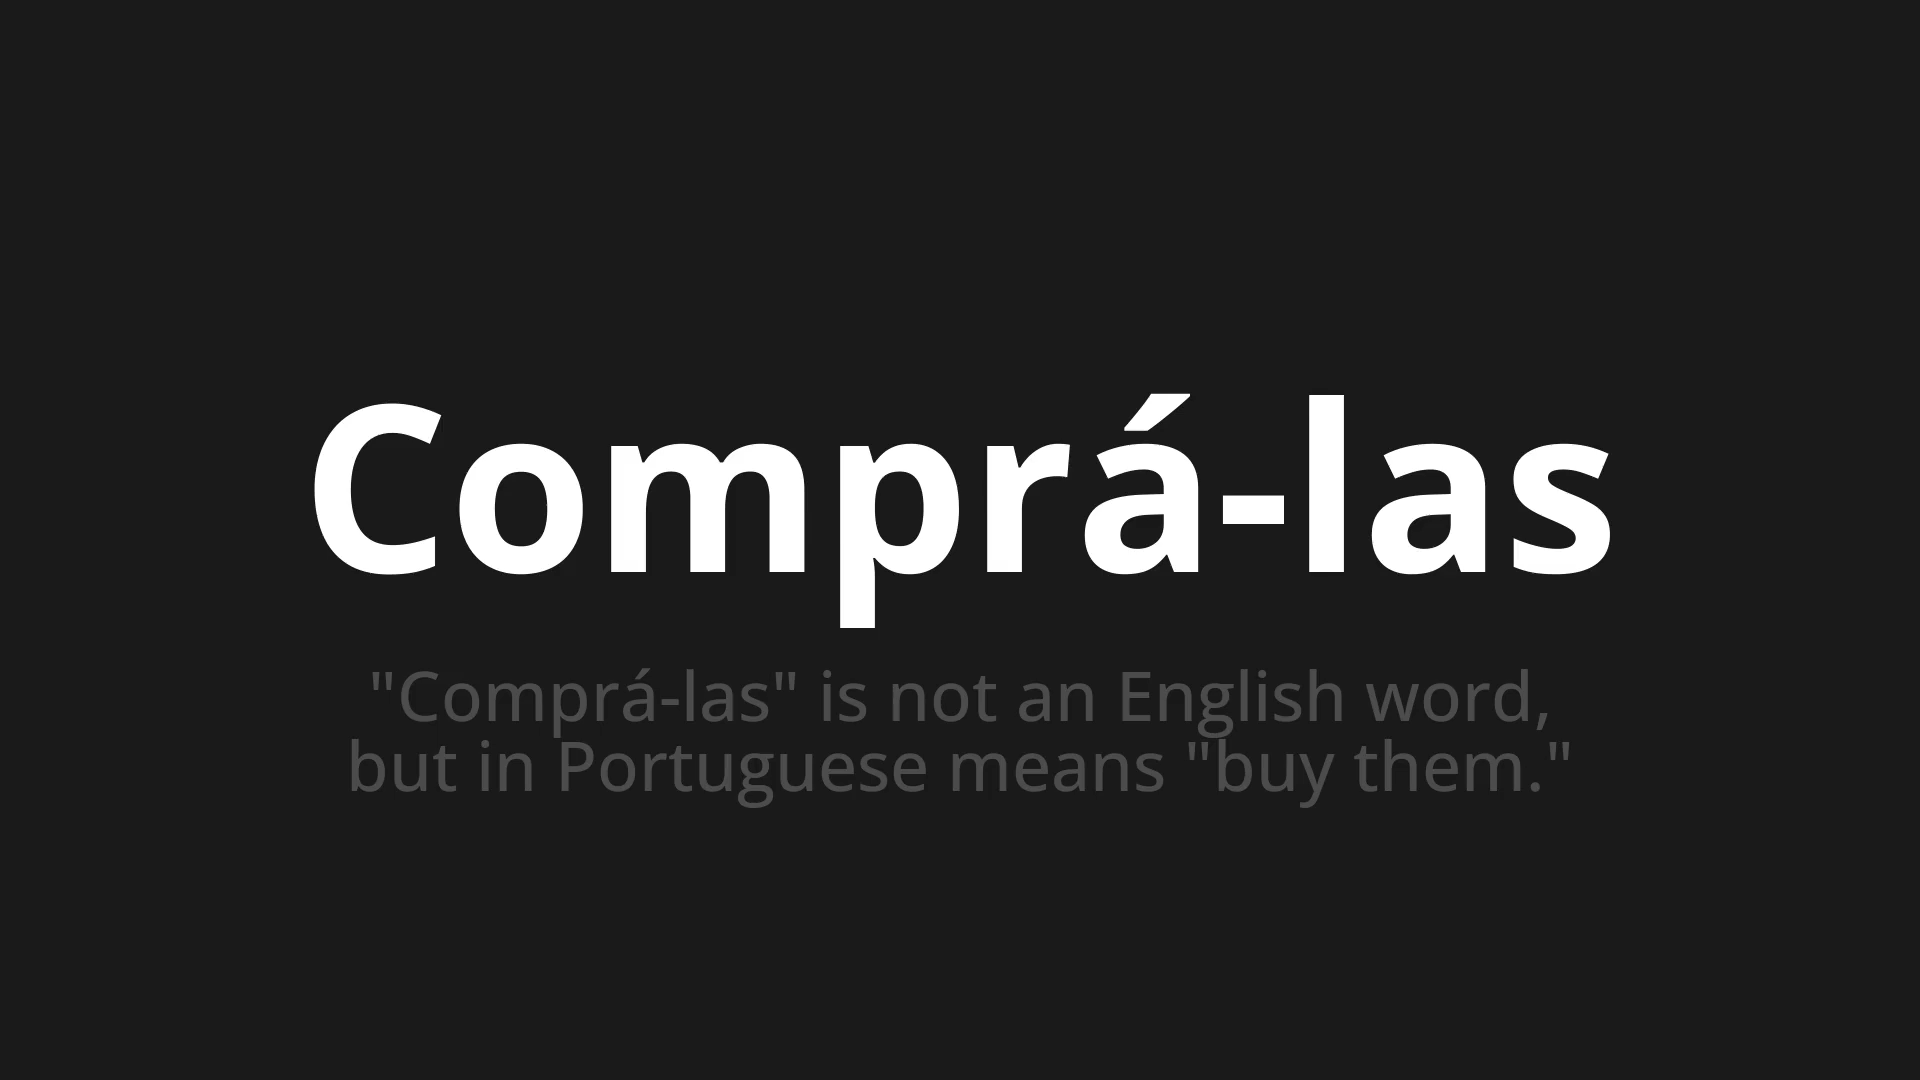 Comprá-las
"Comprá-las" is not an English word,
but in Portuguese means "buy them."